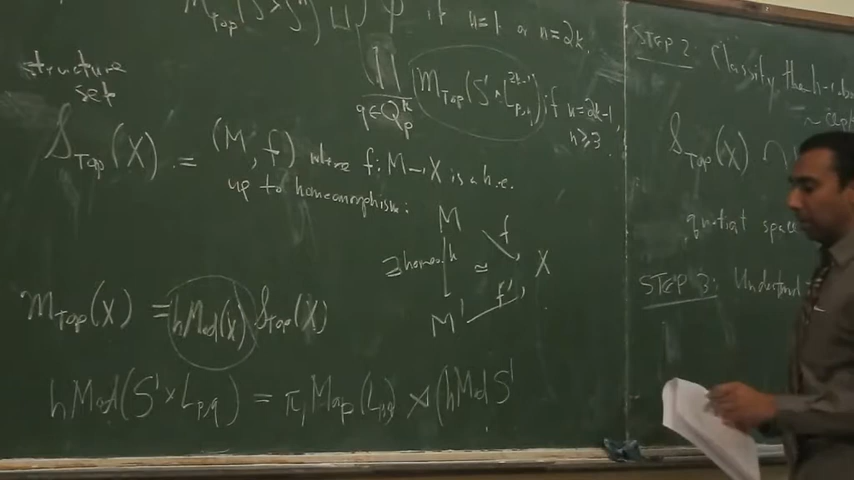 M_Top(S^1 × S^n) ⊔ if n=1 or n=2k.
∐ M_Top(S^1 × L^{2k-1}_{p,q}) if n=2k-1,
q∈Q^k_p n≥3
structure
set
S_Top(X) = (M, f) where f: M→X is a h.e.
up to homeomorphism:
M f
∃homeo h ≃ X
M' f'
M_Top(X) = hMod(X) S_Top(X)
hMod(S^1 × L_{p,q}) = π_1 Map(L_{p,q}) ⋊ (hMod S^1
STEP 2: Classify the h-cob
S_Top(X)
quotient space
STEP 3: Understand